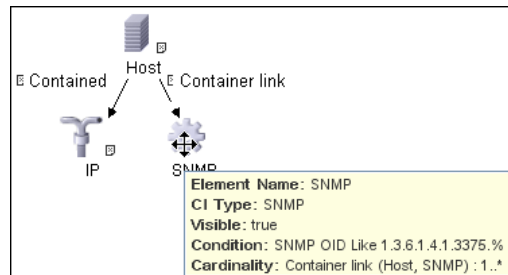 Host
Contained
Container link
IP
SNMP
Element Name: SNMP
CI Type: SNMP
Visible: true
Condition: SNMP OID Like 1.3.6.1.4.1.3375.%
Cardinality: Container link (Host, SNMP) : 1..*